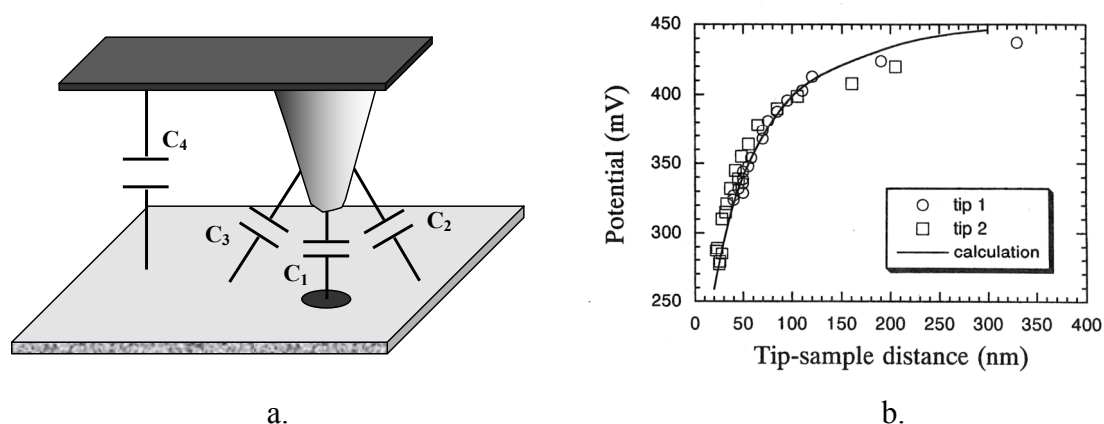 C4
C3
C2
C1
a.
450
400
350
300
250
Potential (mV)
tip 1
tip 2
calculation
0 50 100 150 200 250 300 350 400
Tip-sample distance (nm)
b.